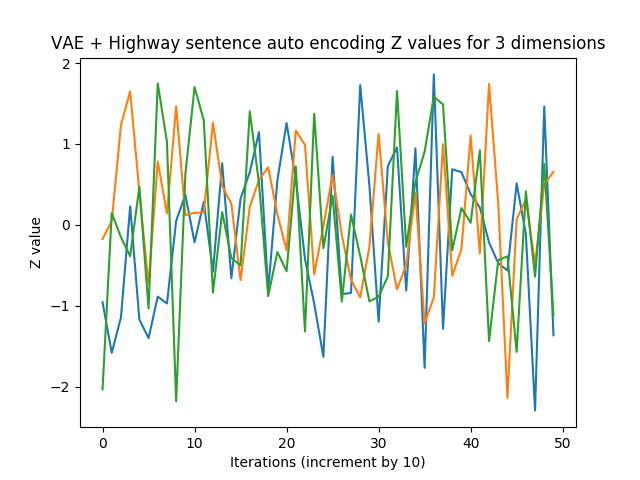 VAE + Highway sentence auto encoding Z values for 3 dimensions
2
1
0
−1
−2
Z value
0 10 20 30 40 50
Iterations (increment by 10)